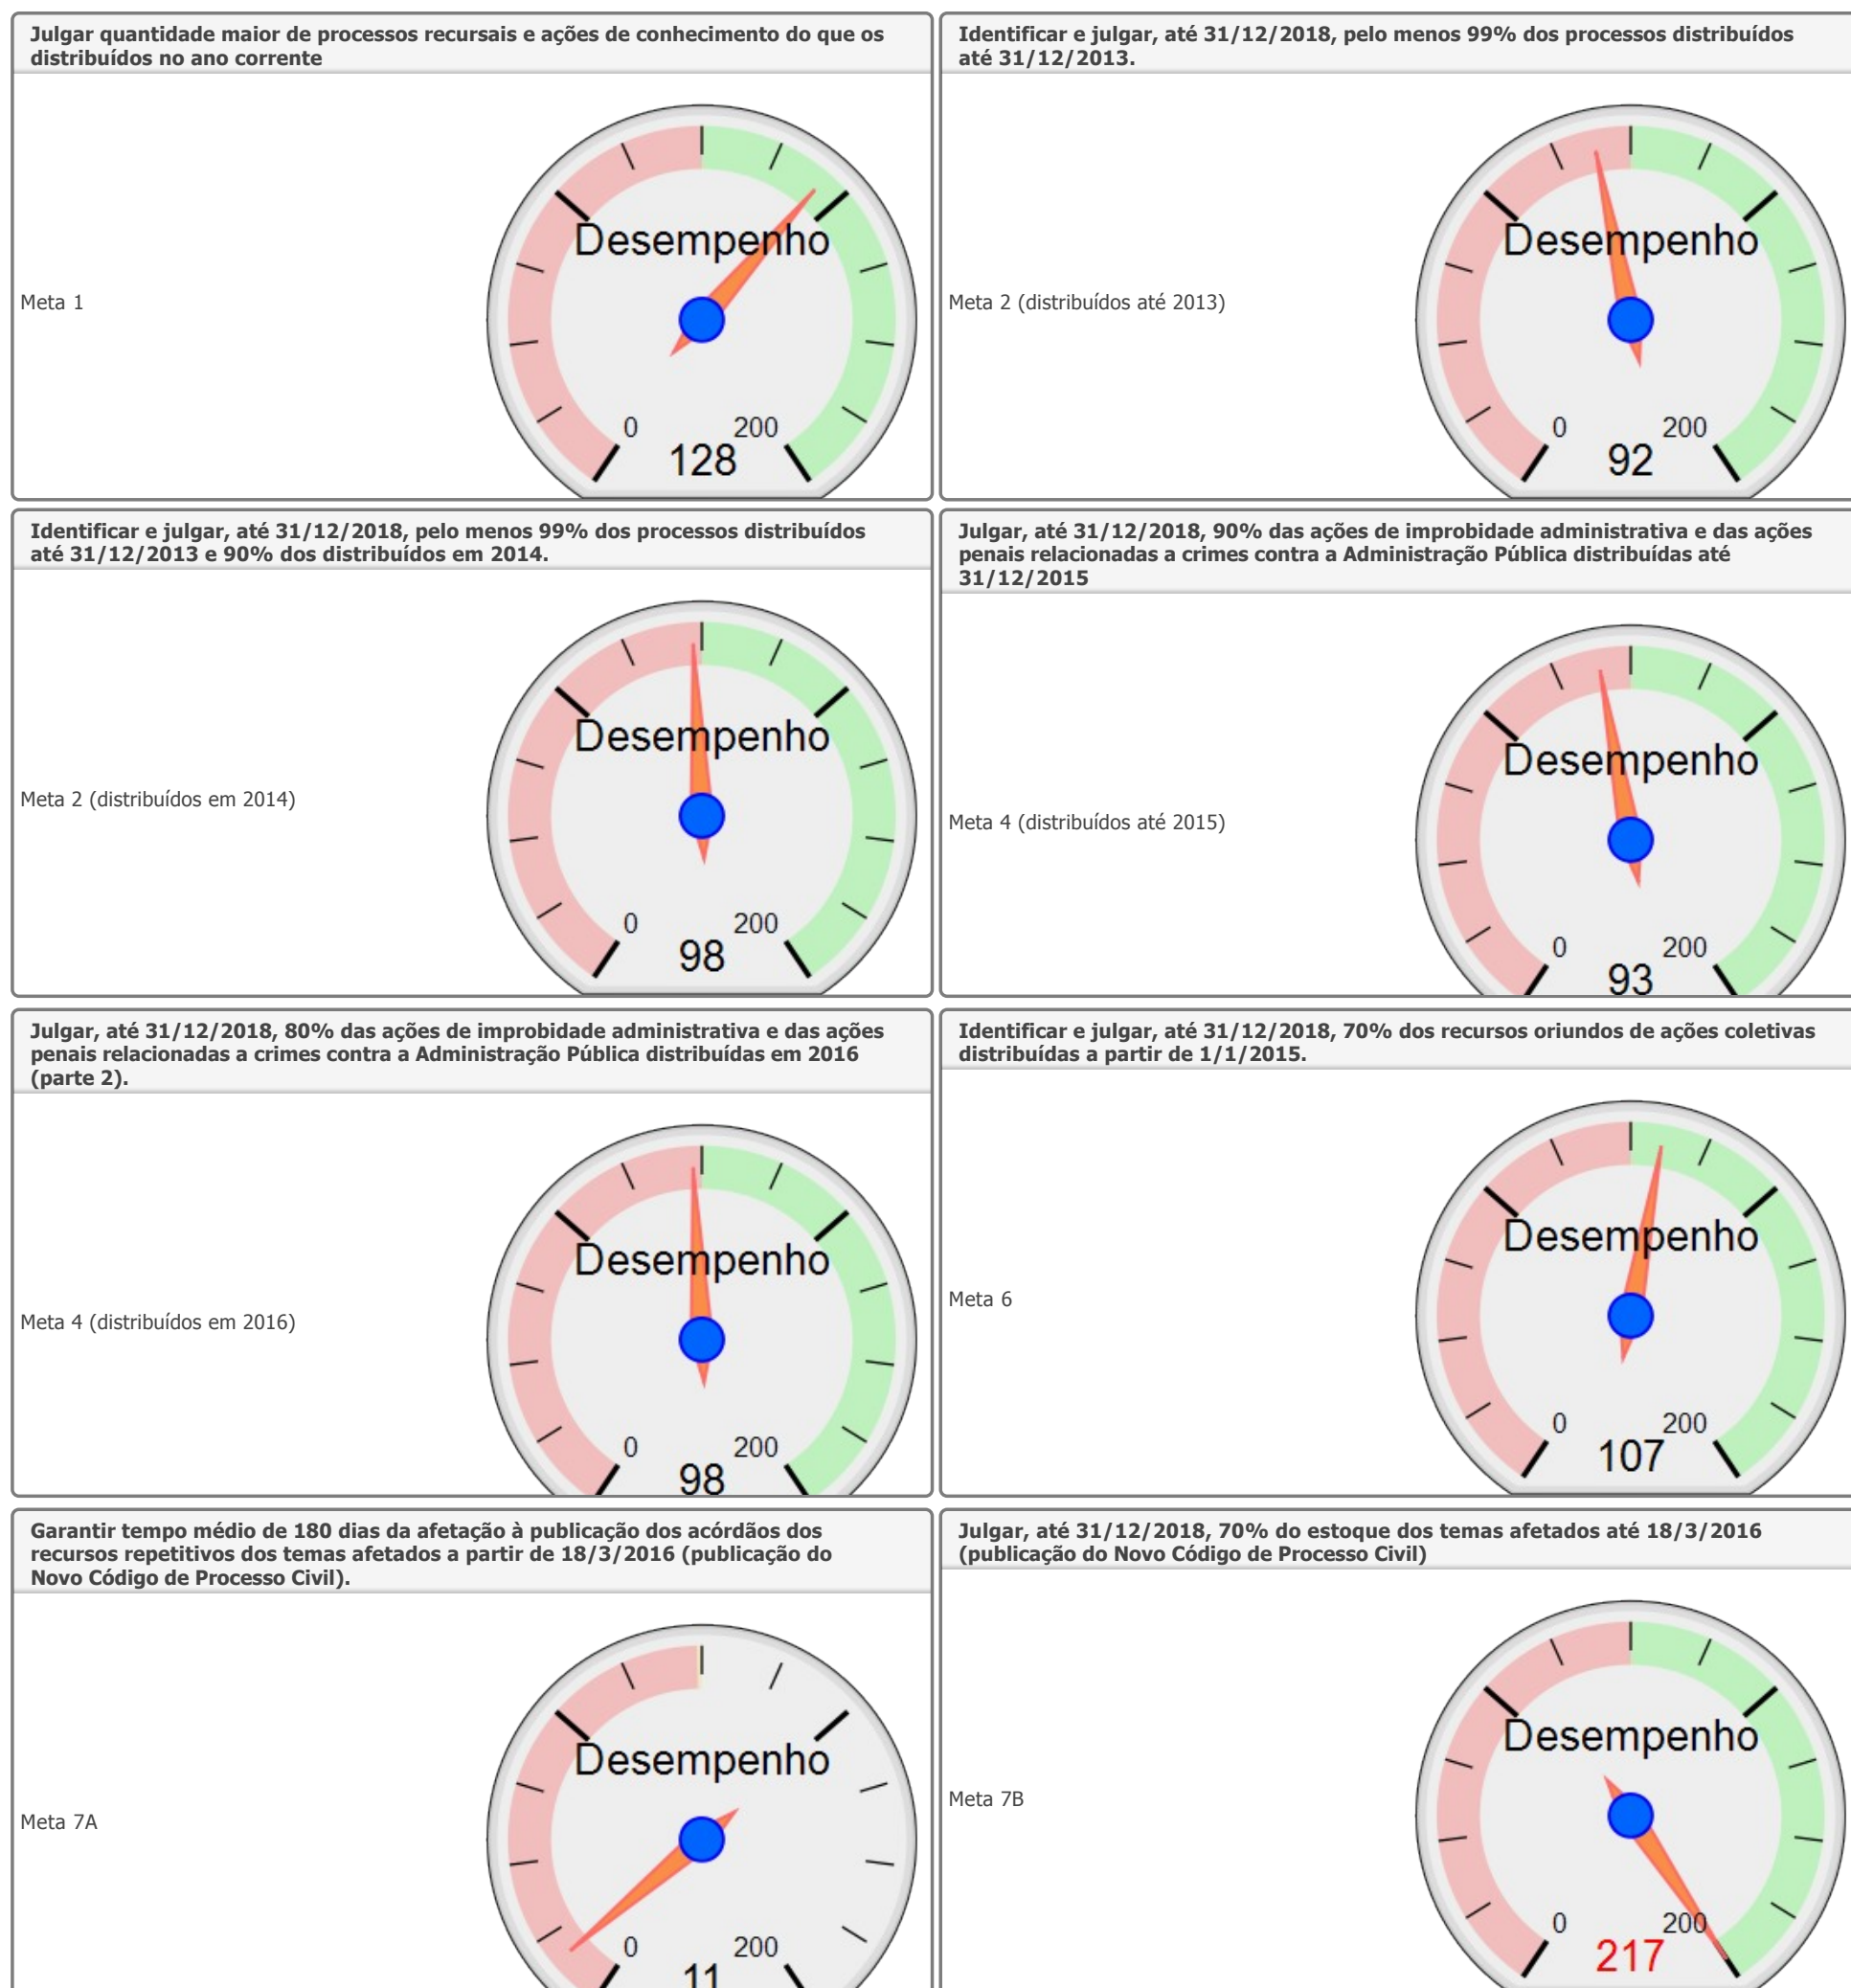 Julgar quantidade maior de processos recursais e ações de conhecimento do que os
distribuídos no ano corrente
Meta 1
Desempenho
0
200
128
Identificar e julgar, até 31/12/2018, pelo menos 99% dos processos distribuídos
até 31/12/2013.
Meta 2 (distribuídos até 2013)
Desempenho
0
200
92
Identificar e julgar, até 31/12/2018, pelo menos 99% dos processos distribuídos
até 31/12/2013 e 90% dos distribuídos em 2014.
Meta 2 (distribuídos em 2014)
Desempenho
0
200
98
Julgar, até 31/12/2018, 90% das ações de improbidade administrativa e das ações
penais relacionadas a crimes contra a Administração Pública distribuídas até
31/12/2015
Meta 4 (distribuídos até 2015)
Desempenho
0
200
93
Julgar, até 31/12/2018, 80% das ações de improbidade administrativa e das ações
penais relacionadas a crimes contra a Administração Pública distribuídas em 2016
(parte 2).
Meta 4 (distribuídos em 2016)
Desempenho
0
200
98
Identificar e julgar, até 31/12/2018, 70% dos recursos oriundos de ações coletivas
distribuídas a partir de 1/1/2015.
Meta 6
Desempenho
0
200
107
Garantir tempo médio de 180 dias da afetação à publicação dos acórdãos dos
recursos repetitivos dos temas afetados a partir de 18/3/2016 (publicação do
Novo Código de Processo Civil).
Meta 7A
Desempenho
0
200
11
Julgar, até 31/12/2018, 70% do estoque dos temas afetados até 18/3/2016
(publicação do Novo Código de Processo Civil)
Meta 7B
Desempenho
0
200
217